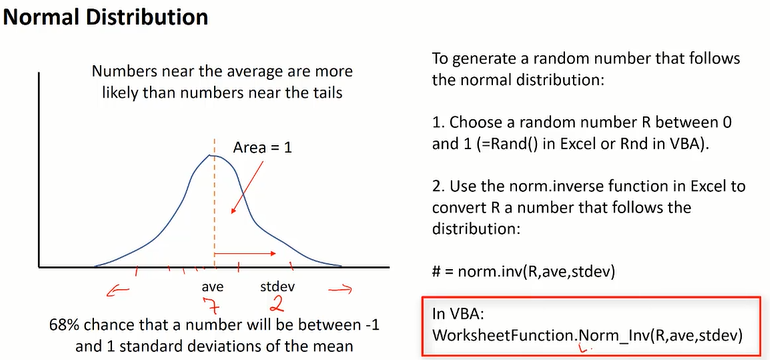 Normal Distribution
Numbers near the average are more
likely than numbers near the tails
Area = 1
ave
stdev
7
2
68% chance that a number will be between -1
and 1 standard deviations of the mean
To generate a random number that follows
the normal distribution:
1. Choose a random number R between 0
and 1 (=Rand() in Excel or Rnd in VBA).
2. Use the norm.inverse function in Excel to
convert R a number that follows the
distribution:
# = norm.inv(R,ave,stdev)
In VBA:
WorksheetFunction.Norm_Inv(R,ave,stdev)